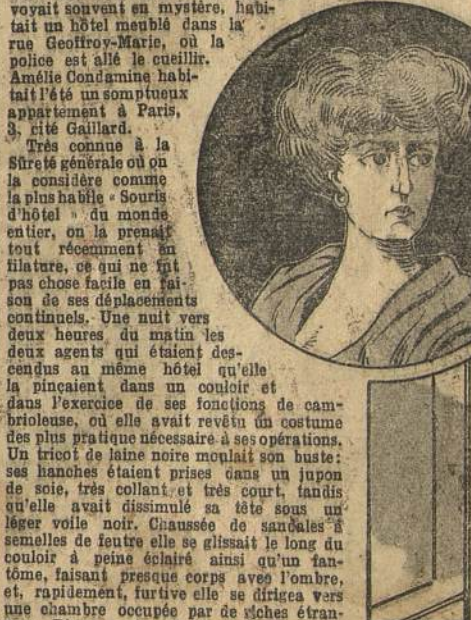 voyait souvent en mystère, habi-
tait un hôtel meublé dans la
rue Geoffroy-Marie, où la
police est allé le cueillir.
Amélie Condamine habi-
tait l'été un somptueux
appartement à Paris,
3, cité Gaillard.
Très connue à la
Sûreté générale où on
la considère comme
la plus habile « Souris
d'hôtel » du monde
entier, on la prenait
tout récemment en
filature, ce qui ne fut
pas chose facile en rai-
son de ses déplacements
continuels. Une nuit vers
deux heures du matin les
deux agents qui étaient des-
cendus au même hôtel qu'elle
la pinçaient dans un couloir et
dans l'exercice de ses fonctions de cam-
brioleuse, où elle avait revêtu un costume
des plus pratique nécessaire à ses opérations.
Un tricot de laine noire moulait son buste:
ses hanches étaient prises dans un jupon
de soie, très collant, et très court, tandis
qu'elle avait dissimulé sa tête sous un
léger voile noir. Chaussée de sandales à
semelles de feutre elle se glissait le long du
couloir à peine éclairé ainsi qu'un fan-
tôme, faisant presque corps avec l'ombre,
et, rapidement, furtive elle se dirigea vers
une chambre occupée par de riches étran-